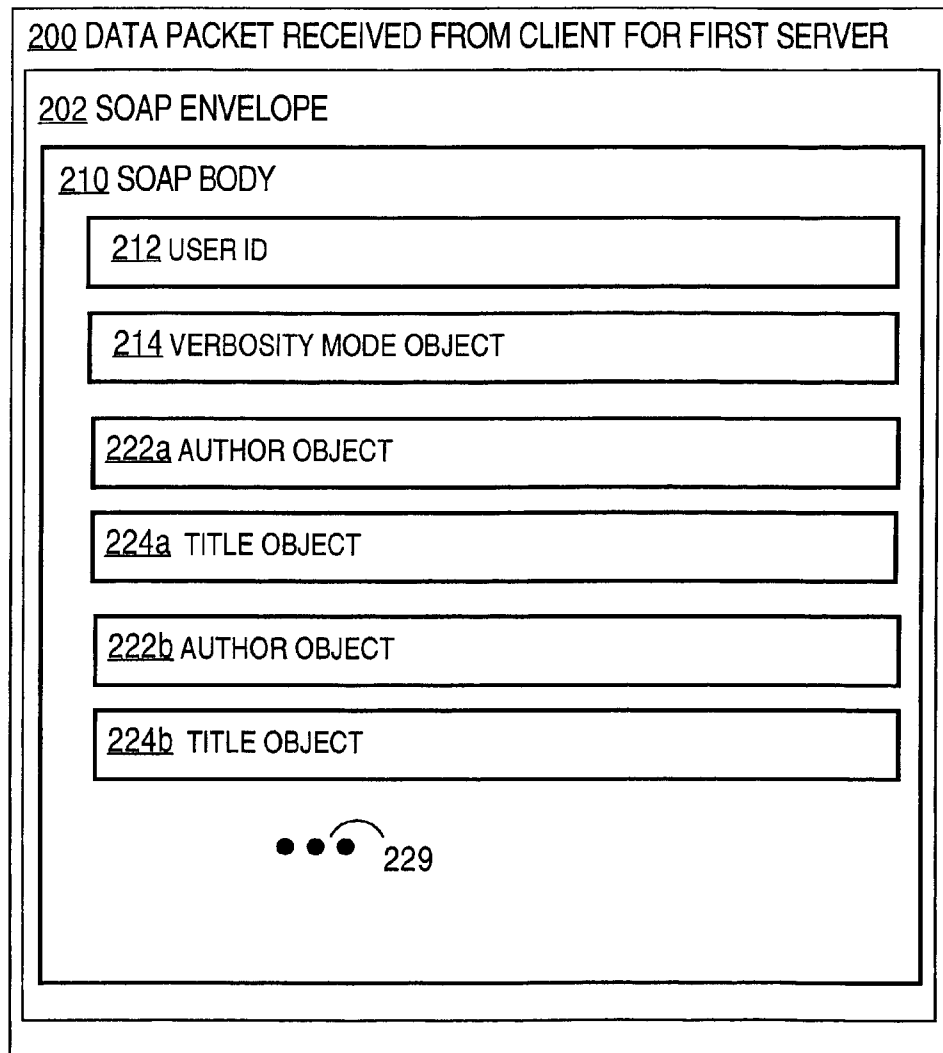 200 DATA PACKET RECEIVED FROM CLIENT FOR FIRST SERVER
202 SOAP ENVELOPE
210 SOAP BODY
212 USER ID
214 VERBOSITY MODE OBJECT
222a AUTHOR OBJECT
224a TITLE OBJECT
222b AUTHOR OBJECT
224b TITLE OBJECT
229